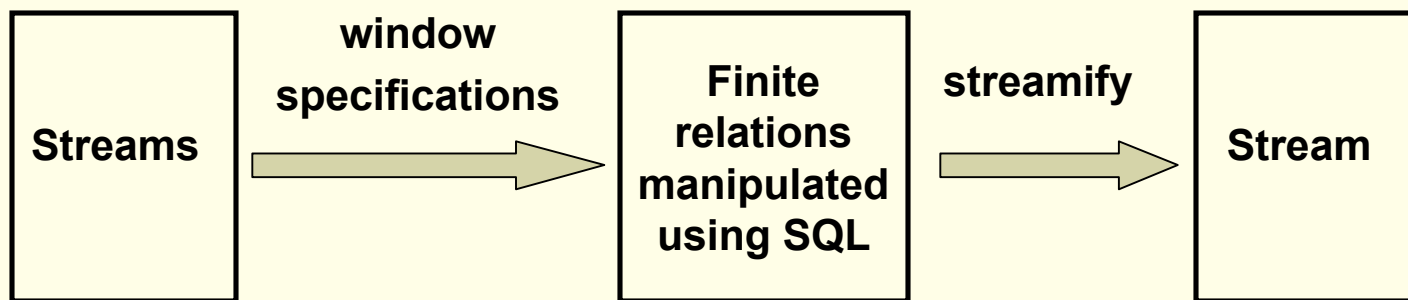 Streams
window
specifications
Finite
relations
manipulated
using SQL
streamify
Stream